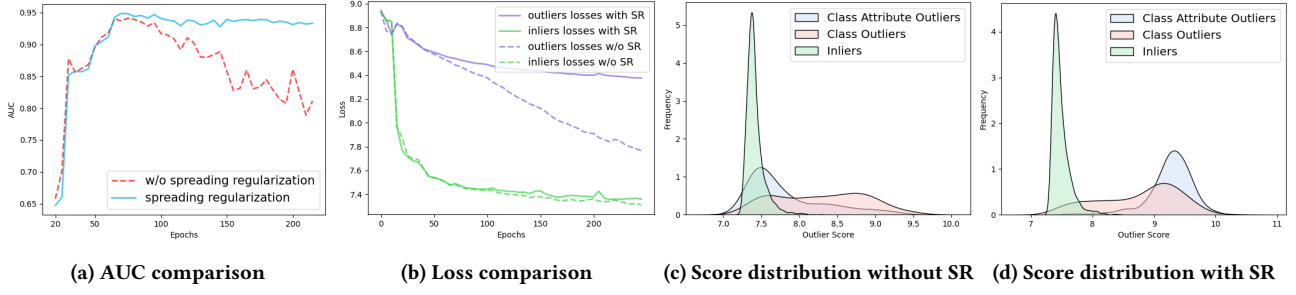 0.95
0.90
0.85
0.80
0.75
0.70
0.65
AUC
20
50
100
150
200
Epochs
w/o spreading regularization
spreading regularization
(a) AUC comparison
9.0
8.8
8.6
8.4
8.2
8.0
7.8
7.6
7.4
Loss
0
50
100
150
200
Epochs
outliers losses with SR
inliers losses with SR
outliers losses w/o SR
inliers losses w/o SR
(b) Loss comparison
5
4
3
2
1
0
Frequency
7.0
7.5
8.0
8.5
9.0
9.5
10.0
Outlier Score
Class Attribute Outliers
Class Outliers
Inliers
(c) Score distribution without SR
4
3
2
1
0
Frequency
7
8
9
10
11
Outlier Score
Class Attribute Outliers
Class Outliers
Inliers
(d) Score distribution with SR